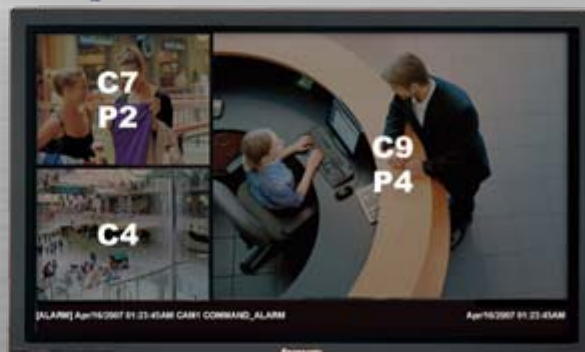 C7
P2
C9
P4
C4
[ALARM] Apr/16/2007 01:23:45AM CAM1 COMMAND_ALARM
Apr/16/2007 01:23:45AM
Panasonic